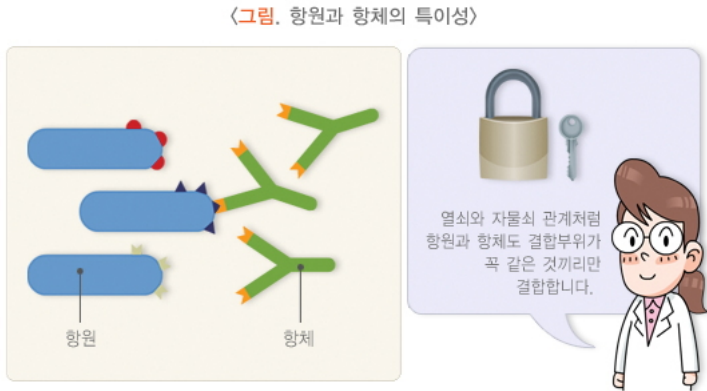 <그림. 항원과 항체의 특이성>
열쇠와 자물쇠 관계처럼
항원과 항체도 결합부위가
꼭 같은 것끼리만
결합합니다.
항원
항체